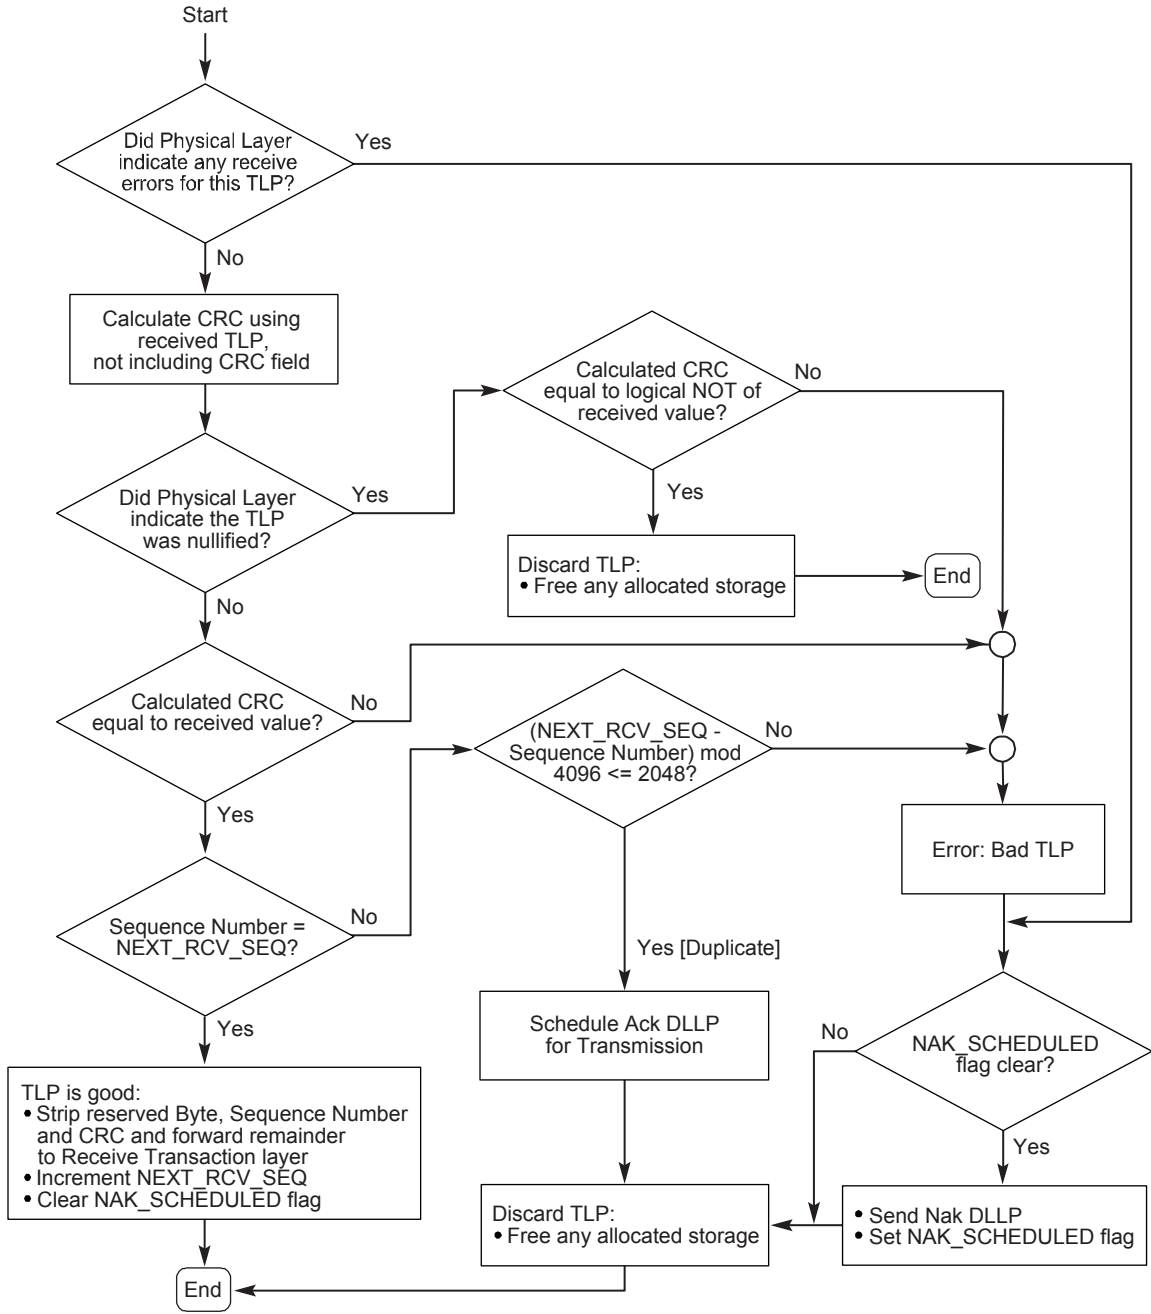 Start
Did Physical Layer
indicate any receive
errors for this TLP?
Yes
No
Calculate CRC using
received TLP,
not including CRC field
Calculated CRC
equal to logical NOT of
received value?
No
Yes
Did Physical Layer
indicate the TLP
was nullified?
Yes
No
Discard TLP:
• Free any allocated storage
End
Calculated CRC
equal to received value?
No
Yes
(NEXT_RCV_SEQ -
Sequence Number) mod
4096 <= 2048?
No
Yes [Duplicate]
Error: Bad TLP
Sequence Number =
NEXT_RCV_SEQ?
No
Yes
Schedule Ack DLLP
for Transmission
NAK_SCHEDULED
flag clear?
No
Yes
TLP is good:
• Strip reserved Byte, Sequence Number
and CRC and forward remainder
to Receive Transaction layer
• Increment NEXT_RCV_SEQ
• Clear NAK_SCHEDULED flag
Discard TLP:
• Free any allocated storage
• Send Nak DLLP
• Set NAK_SCHEDULED flag
End